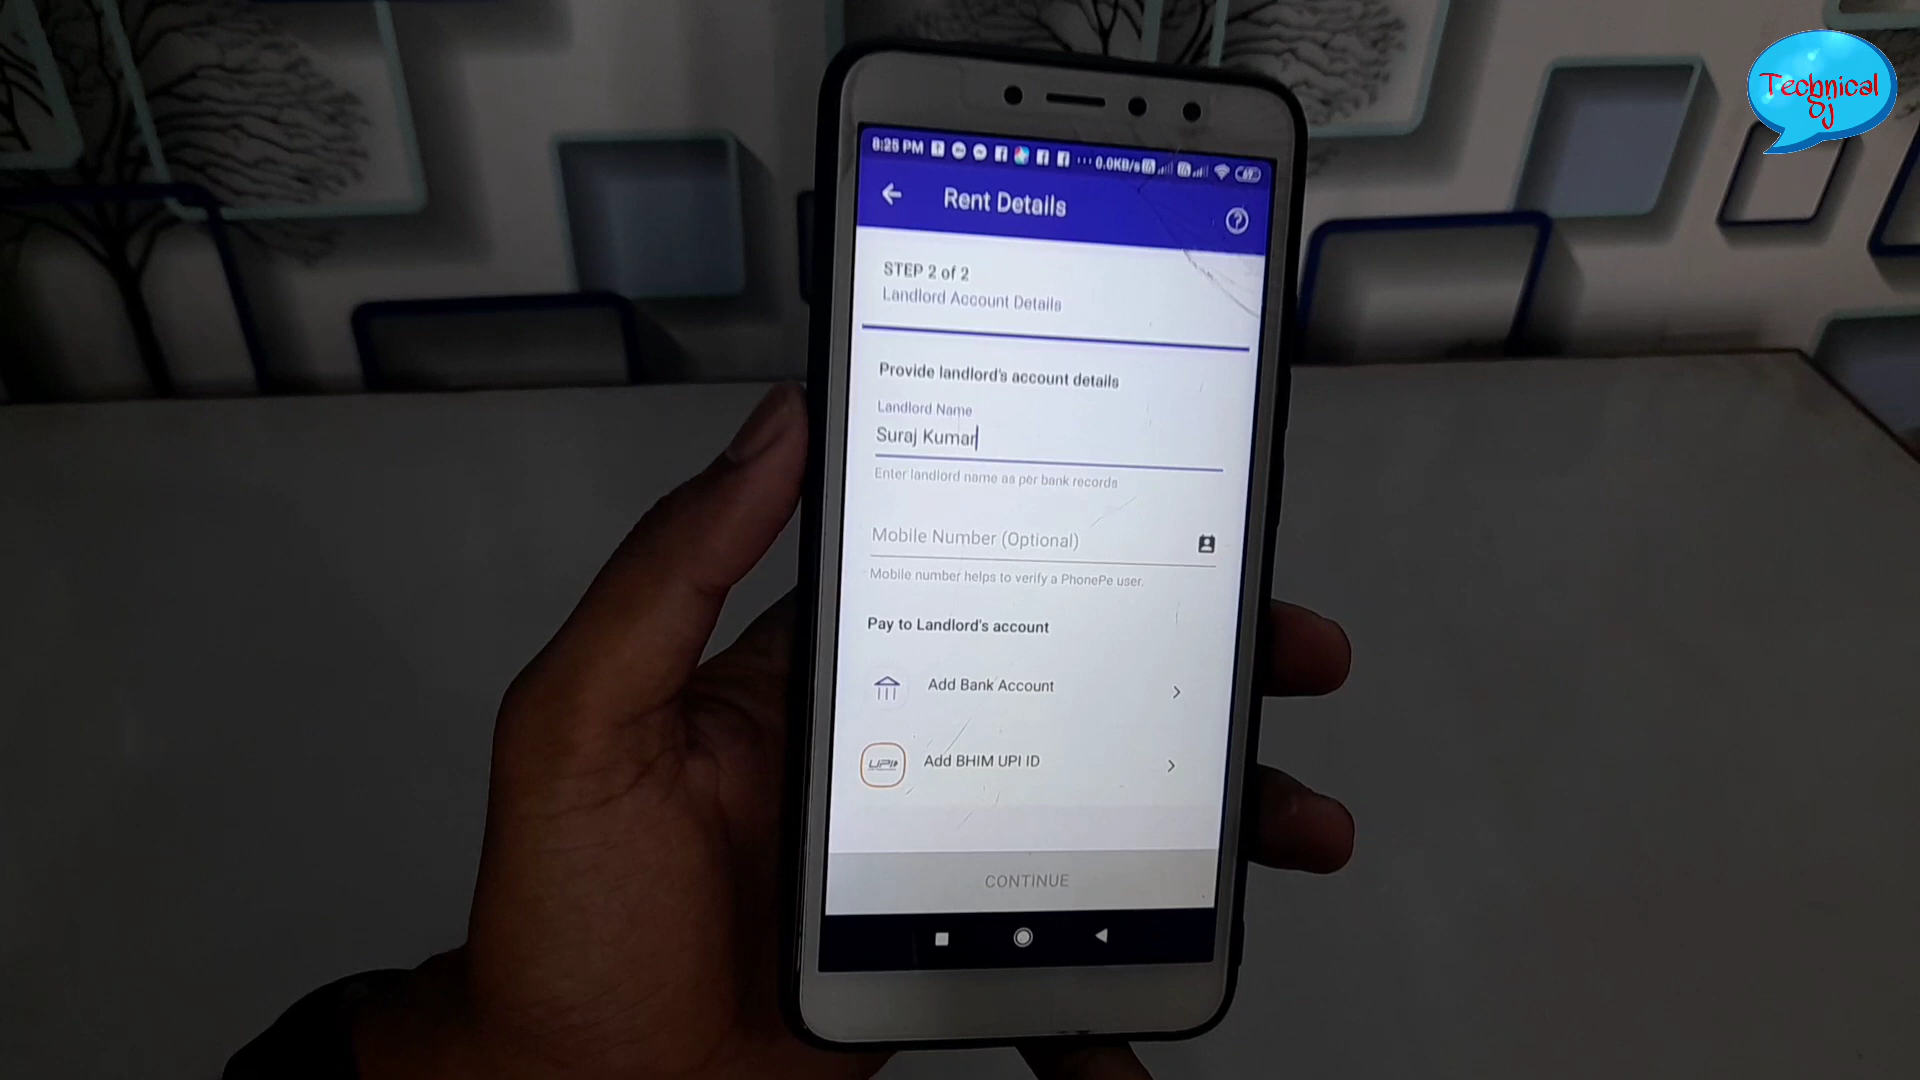 Technical
Oj
8:25 PM 0.0KB/s
Rent Details
STEP 2 of 2
Landlord Account Details
Provide landlord's account details
Landlord Name
Suraj Kumar
Enter landlord name as per bank records
Mobile Number (Optional)
Mobile number helps to verify a PhonePe user.
Pay to Landlord's account
Add Bank Account
UPI
Add BHIM UPI ID
CONTINUE